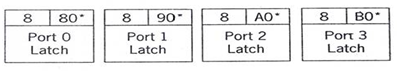 8 80* 8 90* 8 A0* 8 B0*
Port 0 Port 1 Port 2 Port 3
Latch Latch Latch Latch